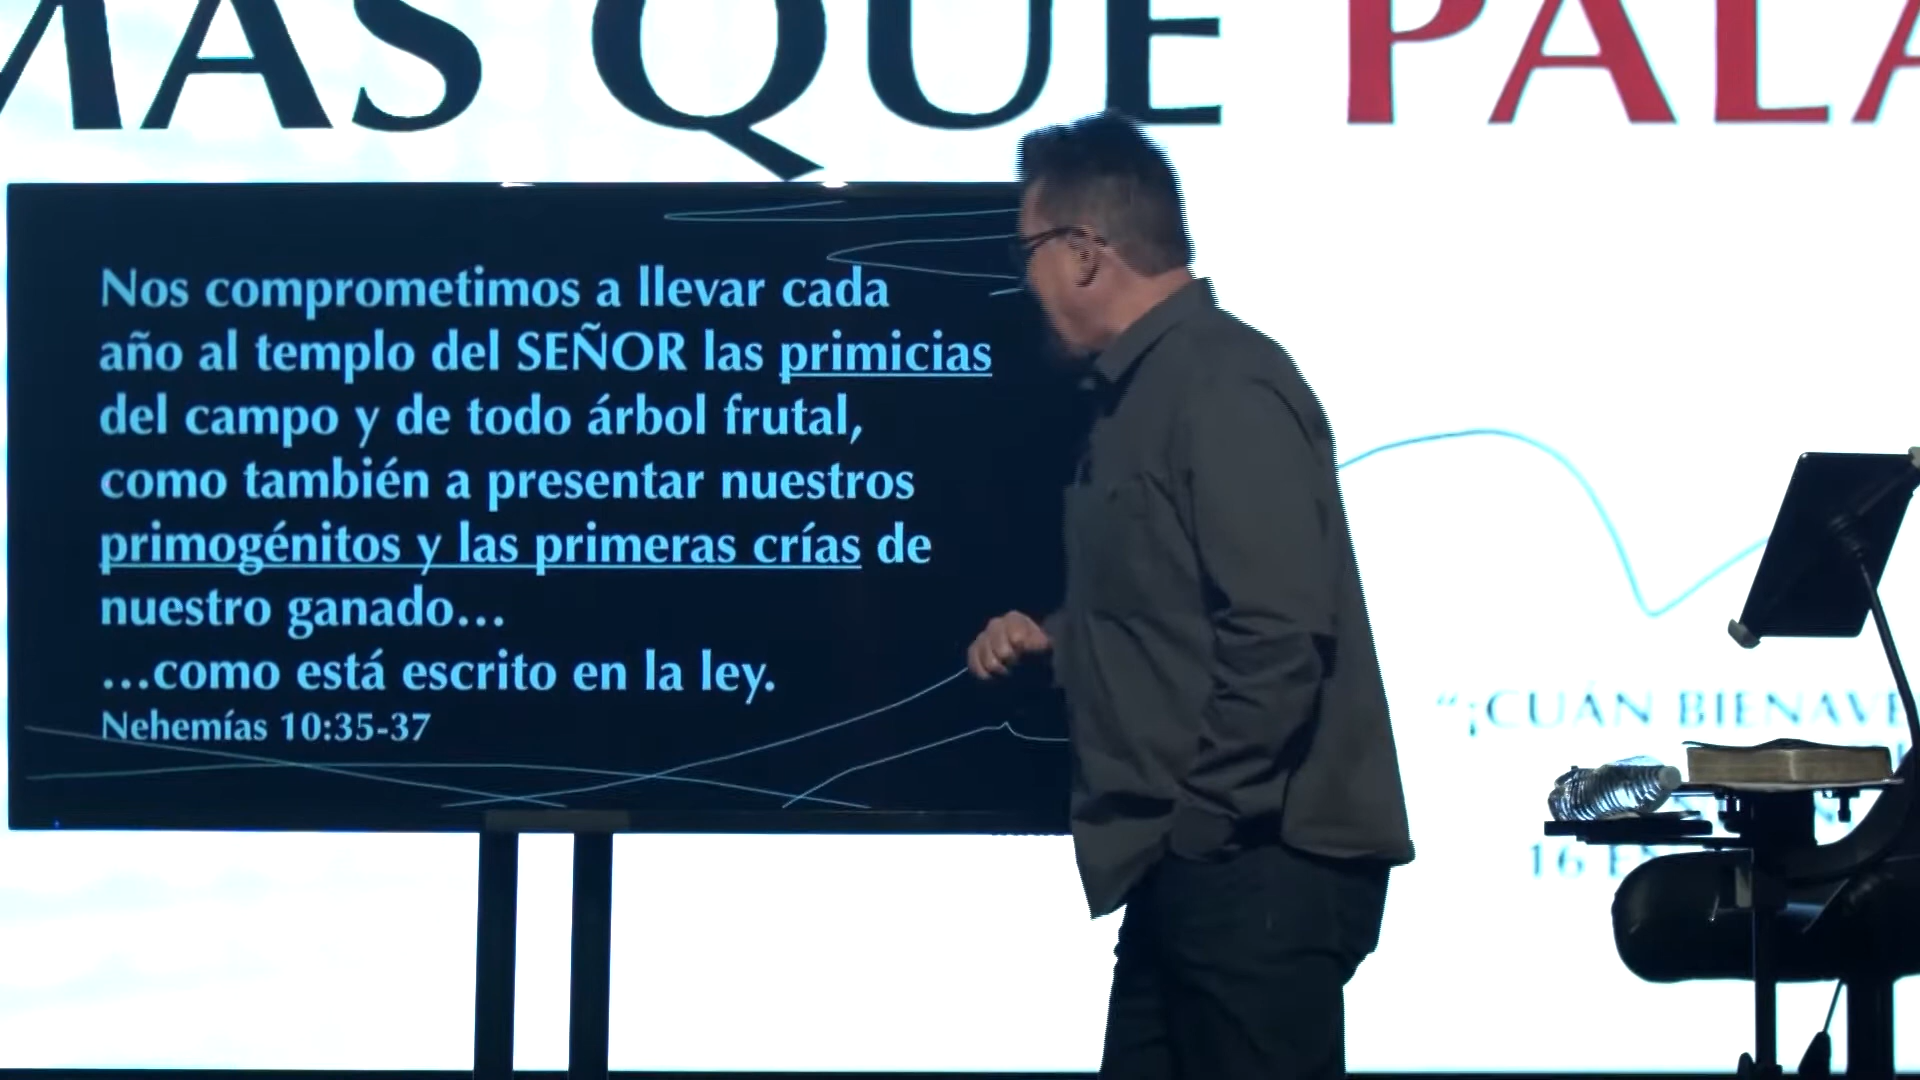 MAS QUE
Nos comprometimos a llevar cada
año al templo del SEÑOR las primicias
del campo y de todo árbol frutal,
como también a presentar nuestros
primogénitos y las primeras crías de
nuestro ganado...
...como está escrito en la ley.
Nehemías 10:35-37
“¡CUÁN
16